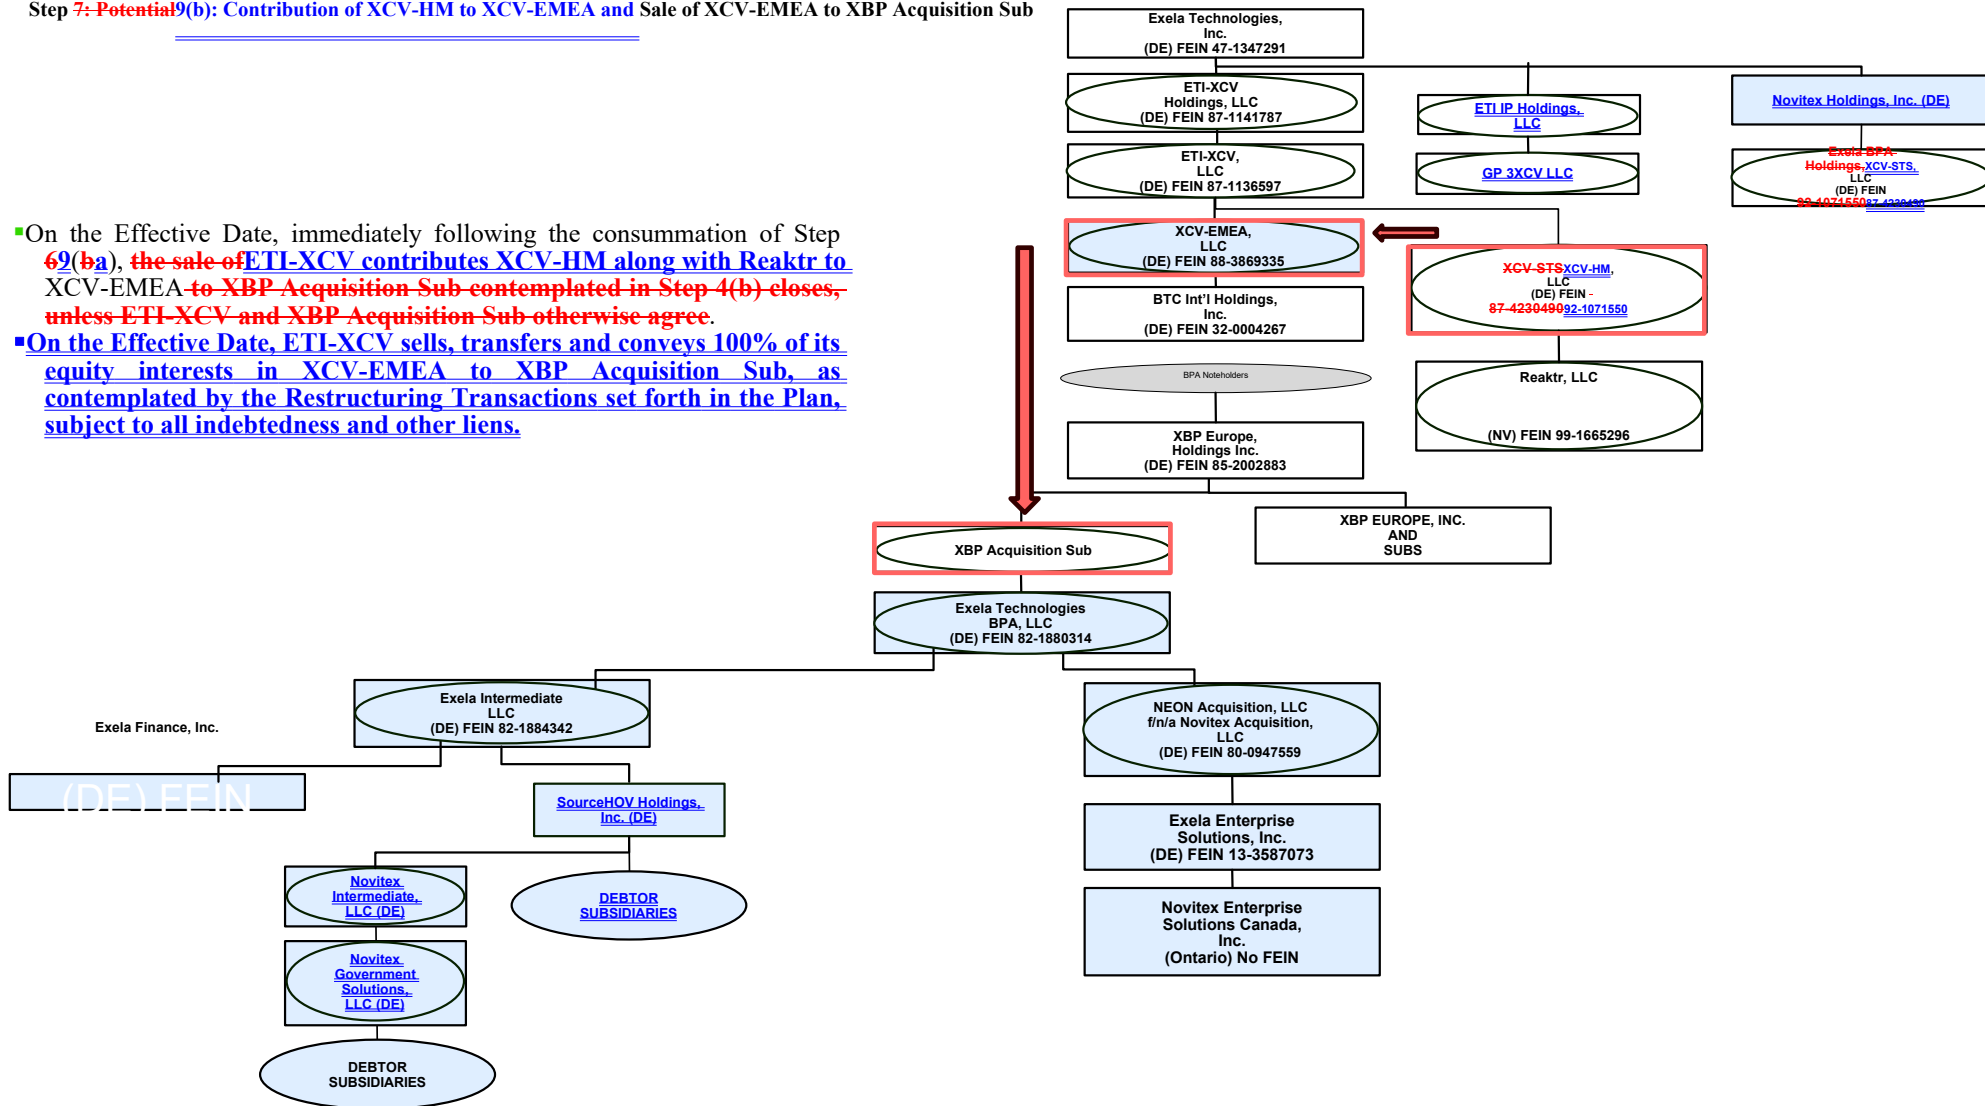 Step 7: Potential9(b): Contribution of XCV-HM to XCV-EMEA and Sale of XCV-EMEA to XBP Acquisition Sub
▪On the Effective Date, immediately following the consummation of Step
69(ba), the sale ofETI-XCV contributes XCV-HM along with Reaktr to
XCV-EMEA to XBP Acquisition Sub contemplated in Step 4(b) closes,
unless ETI-XCV and XBP Acquisition Sub otherwise agree.
▪On the Effective Date, ETI-XCV sells, transfers and conveys 100% of its
equity interests in XCV-EMEA to XBP Acquisition Sub, as
contemplated by the Restructuring Transactions set forth in the Plan,
subject to all indebtedness and other liens.
Exela Technologies,
Inc.
(DE) FEIN 47-1347291
ETI-XCV
Holdings, LLC
(DE) FEIN 87-1141787
ETI IP Holdings,
LLC
Novitex Holdings, Inc. (DE)
ETI-XCV,
LLC
(DE) FEIN 87-1136597
GP 3XCV LLC
Exela BPA
Holdings,XCV-STS,
LLC
(DE) FEIN
92-107155087-4230490
XCV-EMEA,
LLC
(DE) FEIN 88-3869335
XCV-STSXCV-HM,
LLC
(DE) FEIN -
87-423049092-1071550
BTC Int'l Holdings,
Inc.
(DE) FEIN 32-0004267
BPA Noteholders
Reaktr, LLC
(NV) FEIN 99-1665296
XBP Europe,
Holdings Inc.
(DE) FEIN 85-2002883
XBP EUROPE, INC.
AND
SUBS
XBP Acquisition Sub
Exela Technologies
BPA, LLC
(DE) FEIN 82-1880314
Exela Intermediate
LLC
(DE) FEIN 82-1884342
NEON Acquisition, LLC
f/n/a Novitex Acquisition,
LLC
(DE) FEIN 80-0947559
Exela Finance, Inc.
(DE) FEIN
SourceHOV Holdings,
Inc. (DE)
Exela Enterprise
Solutions, Inc.
(DE) FEIN 13-3587073
Novitex
Intermediate,
LLC (DE)
DEBTOR
SUBSIDIARIES
Novitex Enterprise
Solutions Canada,
Inc.
(Ontario) No FEIN
Novitex
Government
Solutions,
LLC (DE)
DEBTOR
SUBSIDIARIES